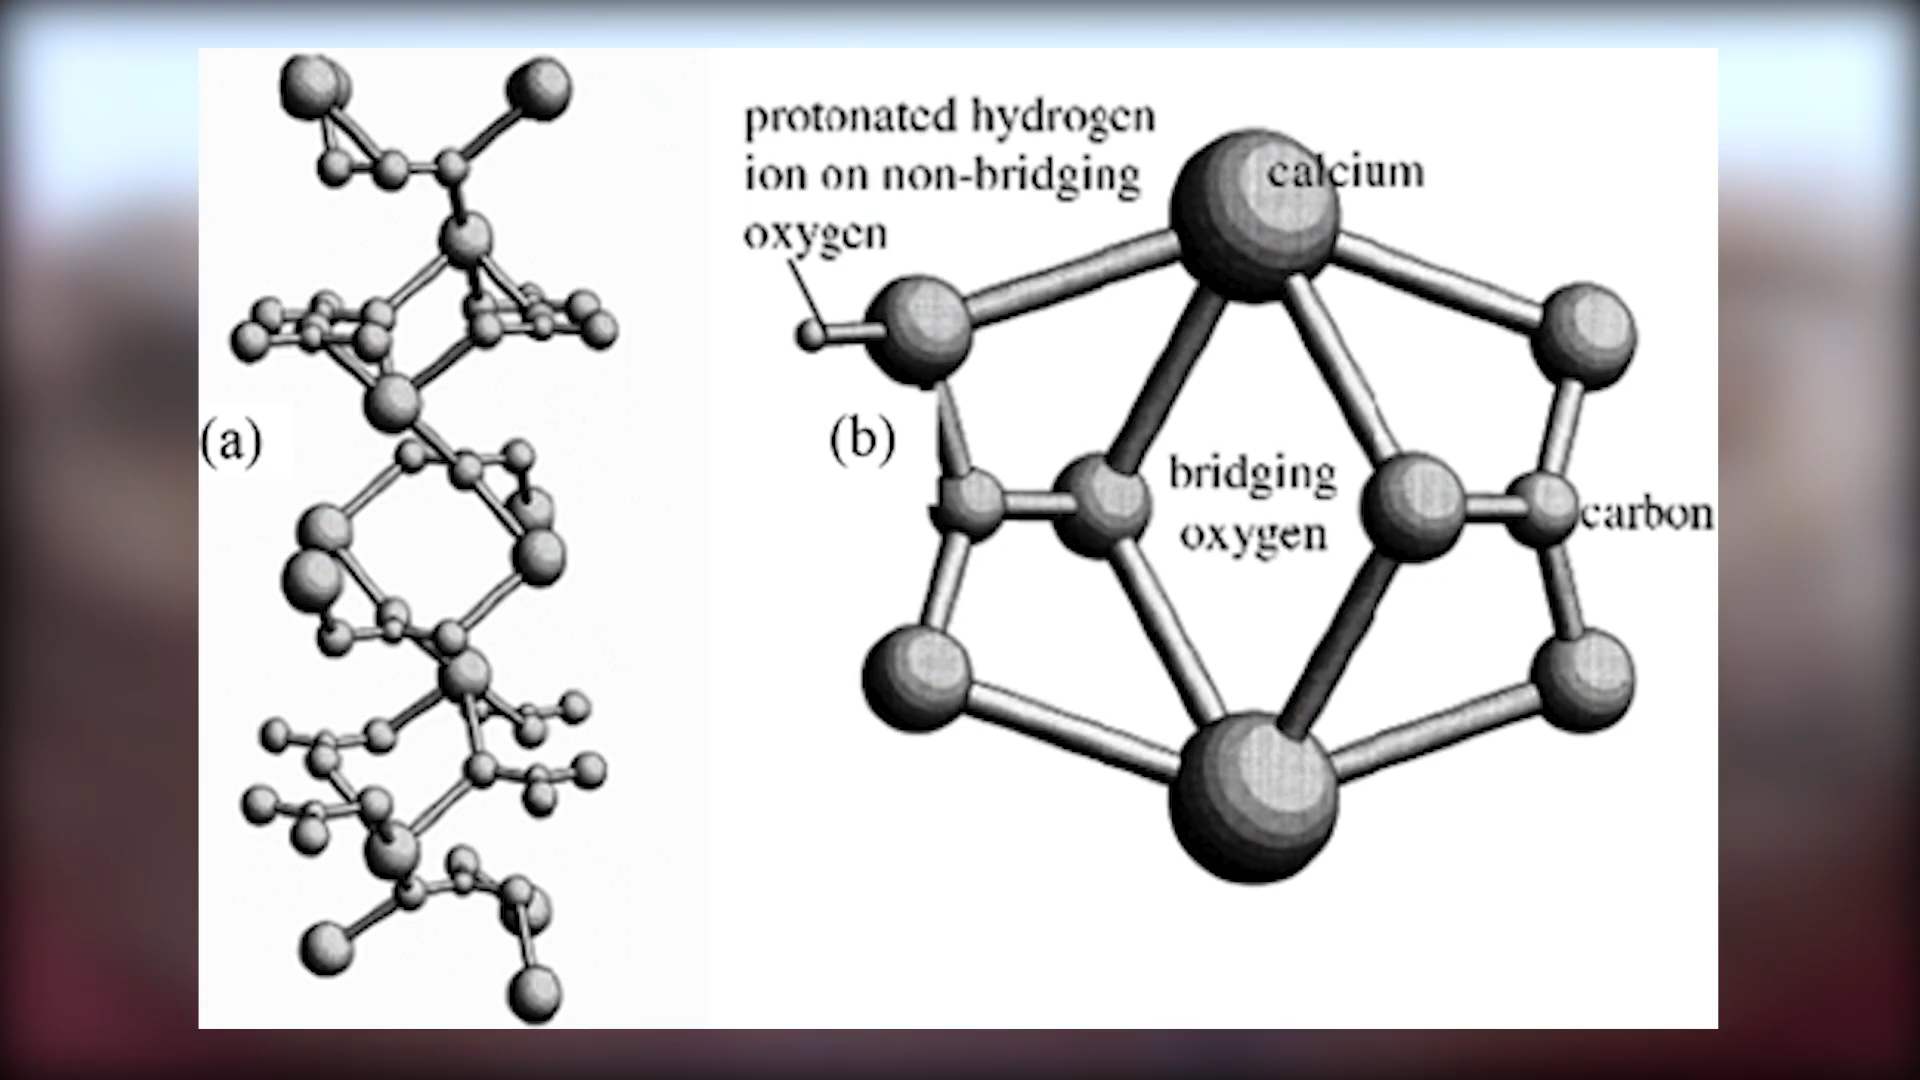 protonated hydrogen
ion on non-bridging
oxygen
calcium
(a)
(b)
bridging
oxygen
carbon